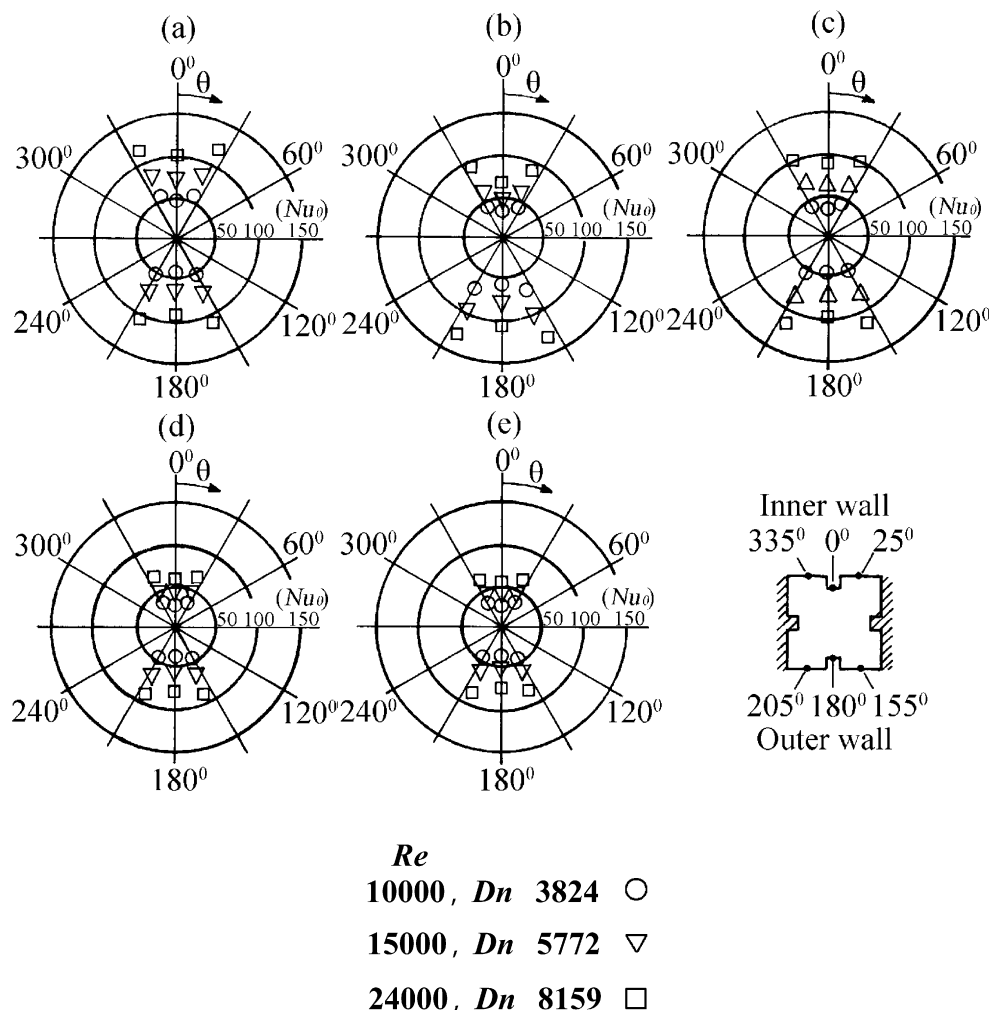 (a)
0⁰
θ
300⁰
60⁰
(Nu₀)
50 100 150
240⁰
120⁰
180⁰
(b)
0⁰
θ
300⁰
60⁰
(Nu₀)
50 100 150
240⁰
120⁰
180⁰
(c)
0⁰
θ
300⁰
60⁰
(Nu₀)
50 100 150
240⁰
120⁰
180⁰
(d)
0⁰
θ
300⁰
60⁰
(Nu₀)
50 100 150
240⁰
120⁰
180⁰
(e)
0⁰
θ
300⁰
60⁰
(Nu₀)
50 100 150
240⁰
120⁰
180⁰
Inner wall
335⁰ 0⁰ 25⁰
205⁰ 180⁰ 155⁰
Outer wall
Re
10000, Dn 3824
15000, Dn 5772
24000, Dn 8159